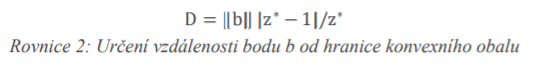 D = ‖b‖ |z* − 1|/z*
Rovnice 2: Určení vzdálenosti bodu b od hranice konvexního obalu